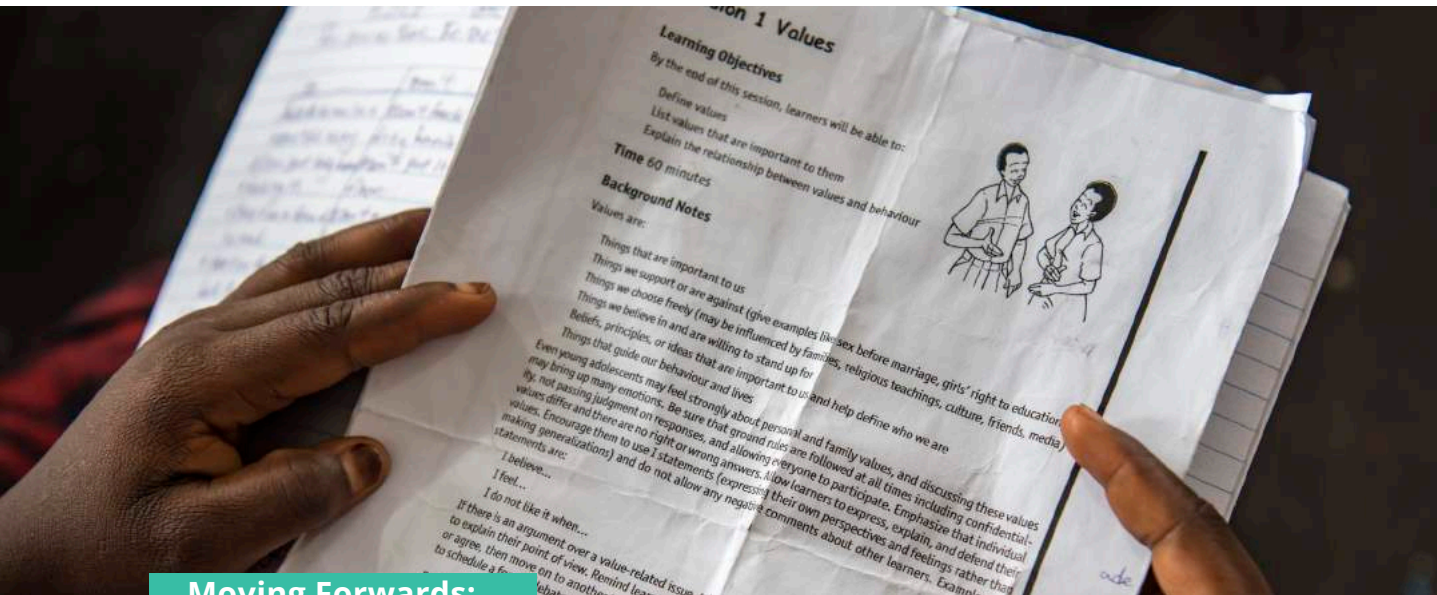 ion 1 Values
Learning Objectives
By the end of this session, learners will be able to:
Define values
List values that are important to them
Explain the relationship between values and behaviour
Time 60 minutes
Background Notes
Values are:
Things that are important to us
Things we support or are against (give examples like sex before marriage, girls' right to education
Things we choose freely (may be influenced by families, religious teachings, culture, friends, media)
Things we believe in and are willing to stand up for
Beliefs, principles, or ideas that are important to us and help define who we are
Things that guide our behaviour and lives
Even young adolescents may feel strongly about personal and family values, and discussing these values
may bring up many emotions. Be sure that ground rules are followed at all times including confidential-
ity, not passing judgment on responses, and allowing everyone to participate. Emphasize that individual
values differ and there are no right or wrong answers. Allow learners to express, explain, and defend their
values. Encourage them to use I statements (express their own perspectives and feelings rather than
making generalizations) and do not allow any negative comments about other learners. Example
statements are:
I believe...
I feel...
I do not like it when...
If there is an argument over a value-related issue
to explain their point of view. Remind
or agree, then move on to another
to schedule a
Moving Forwards: